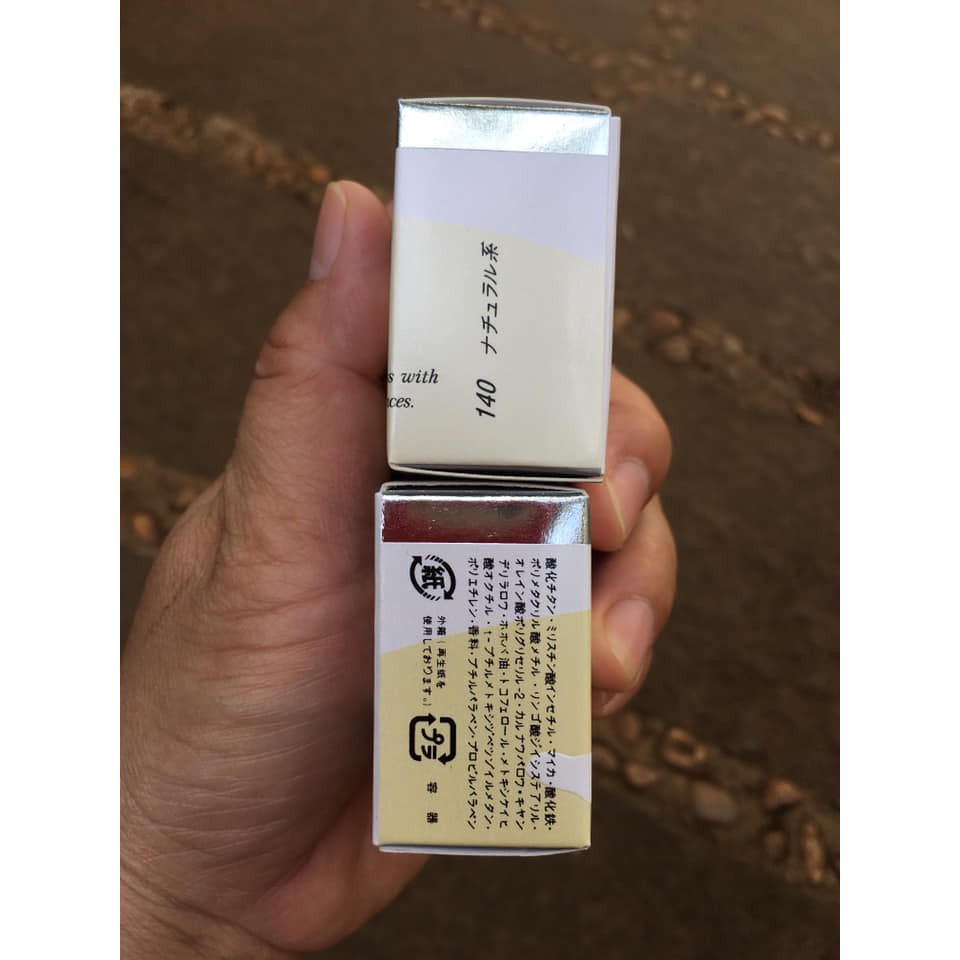 s with
ces.
140 ナチュラル系
酸化チタン・ミリスチン酸インセチル・マイカ・酸化鉄・
ポリメタクリル酸メチル・リンゴ酸ジイシステアリル・
オレイン酸ポリグリセリル-2・カルナワバロウ・キャン
デリラロウ・ホホバ油・トコフェロール・メトキシケイヒ
酸オクチル・t-ブチルメトキシヅベッゾイルメタン・
ポリエチレン・香料・ブチルパラベン・プロピルパラベン
紙
外箱(再生紙を
使用しております。)
プラ
容器